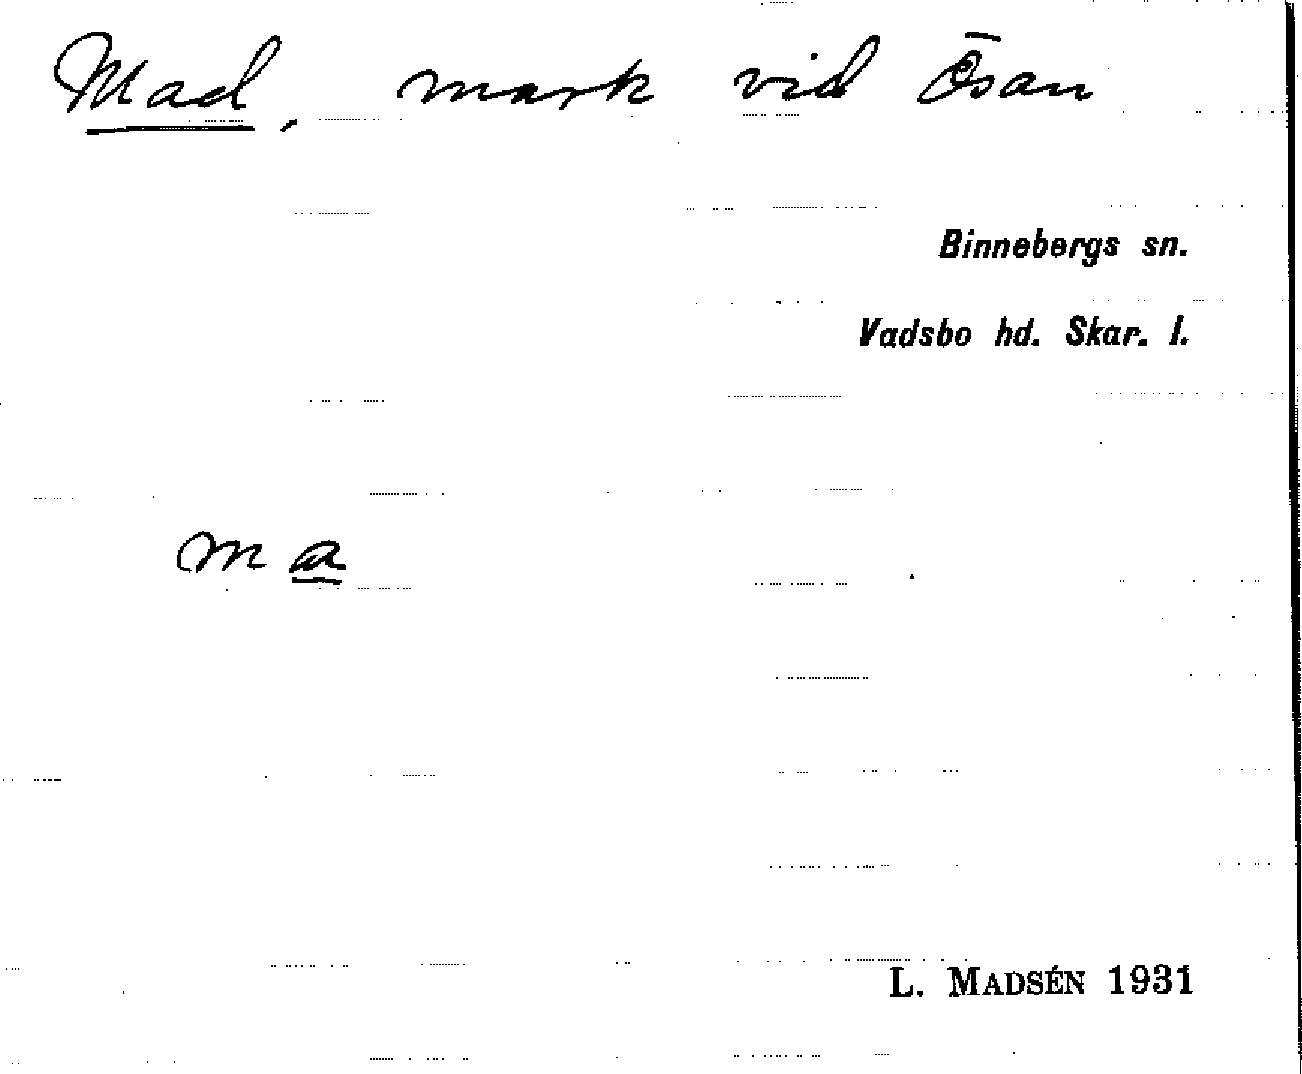 Mad, mark vid Ösan
Binnebergs sn.
Vadsbo hd. Skar. l.
ma
L. MADSÉN 1931